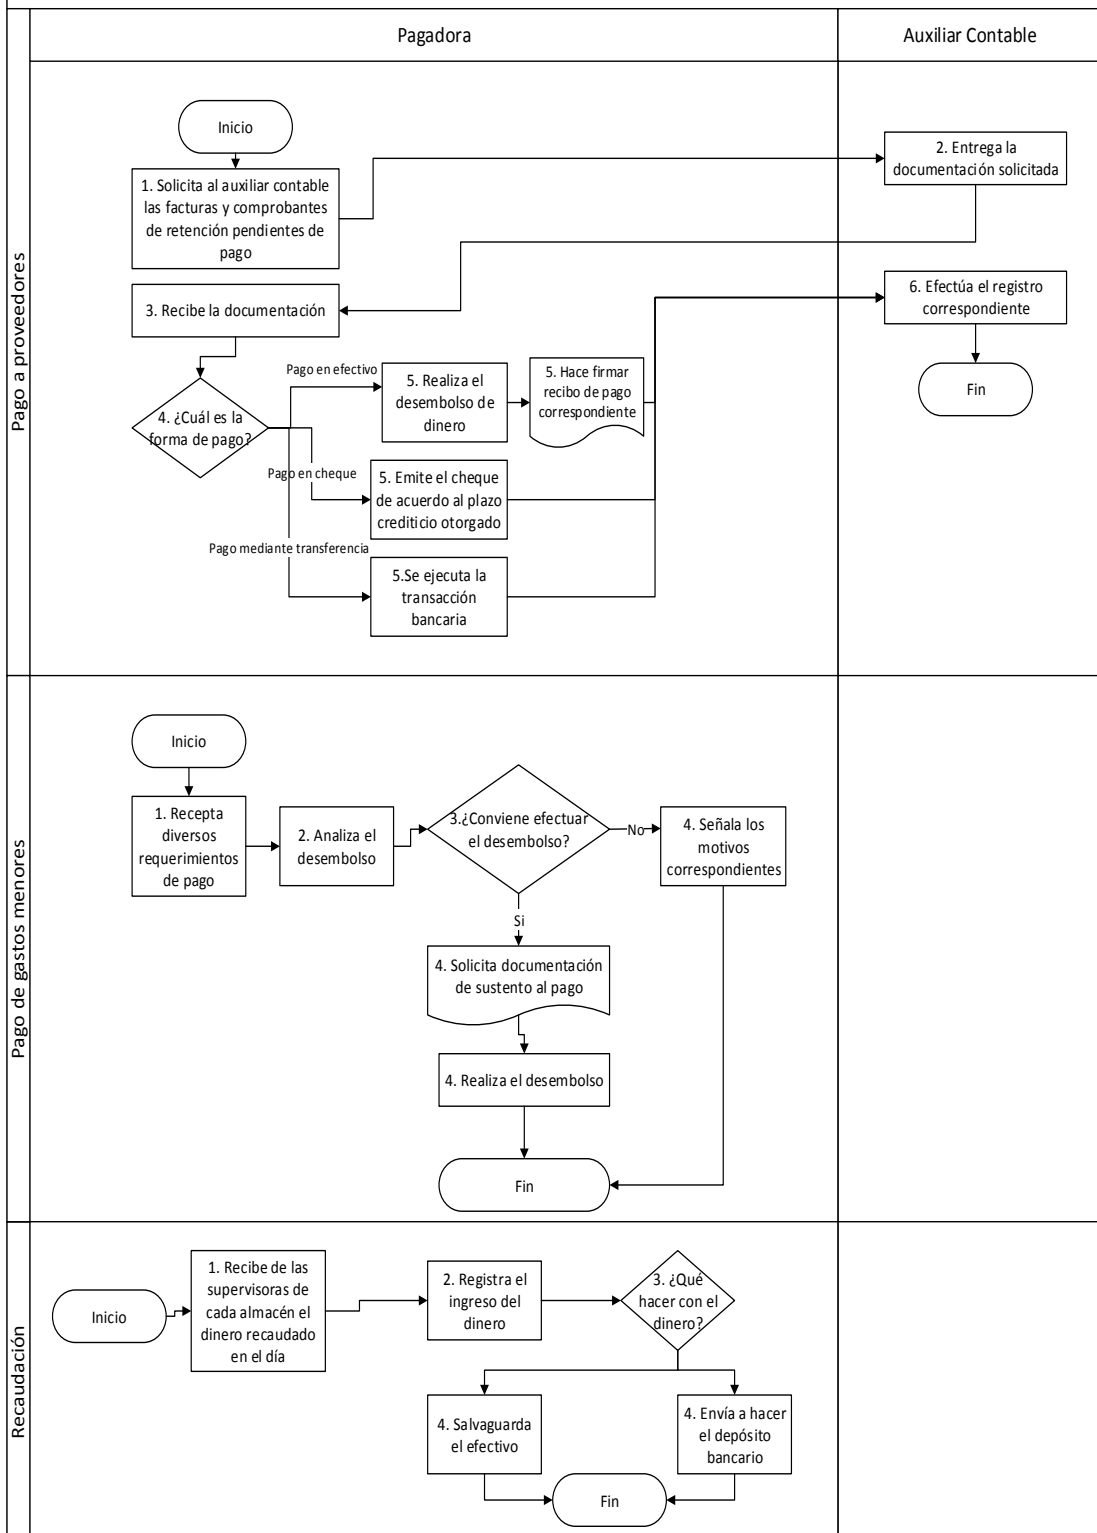 Pagadora
Auxiliar Contable
Pago a proveedores
Inicio
1. Solicita al auxiliar contable
las facturas y comprobantes
de retención pendientes de
pago
2. Entrega la
documentación solicitada
3. Recibe la documentación
4. ¿Cuál es la
forma de pago?
Pago en efectivo
5. Realiza el
desembolso de
dinero
5. Hace firmar
recibo de pago
correspondiente
Pago en cheque
5. Emite el cheque
de acuerdo al plazo
crediticio otorgado
Pago mediante transferencia
5.Se ejecuta la
transacción
bancaria
6. Efectúa el registro
correspondiente
Fin
Pago de gastos menores
Inicio
1. Recepta
diversos
requerimientos
de pago
2. Analiza el
desembolso
3.¿Conviene efectuar
el desembolso?
No
4. Señala los
motivos
correspondientes
Si
4. Solicita documentación
de sustento al pago
4. Realiza el desembolso
Fin
Recaudación
Inicio
1. Recibe de las
supervisoras de
cada almacén el
dinero recaudado
en el día
2. Registra el
ingreso del
dinero
3. ¿Qué
hacer con el
dinero?
4. Salvaguarda
el efectivo
4. Envía a hacer
el depósito
bancario
Fin